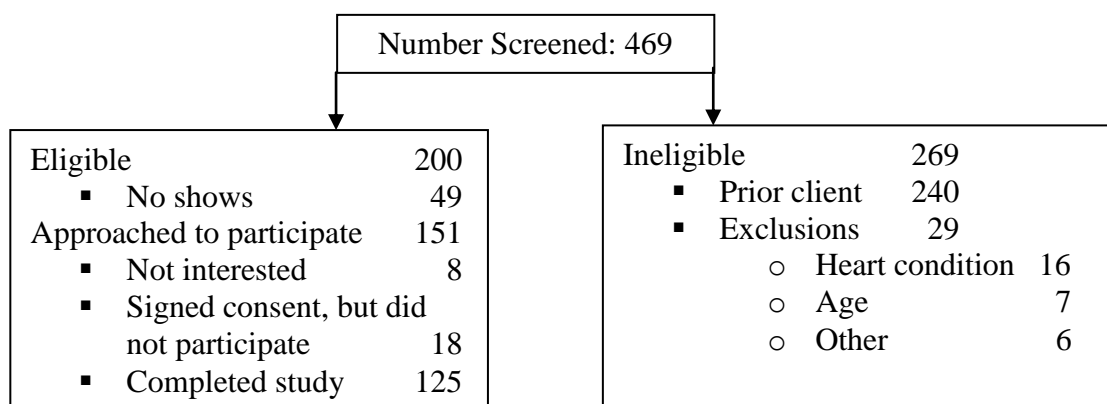 Number Screened: 469
Eligible 200
▪ No shows 49
Approached to participate 151
▪ Not interested 8
▪ Signed consent, but did
not participate 18
▪ Completed study 125
Ineligible 269
▪ Prior client 240
▪ Exclusions 29
o Heart condition 16
o Age 7
o Other 6